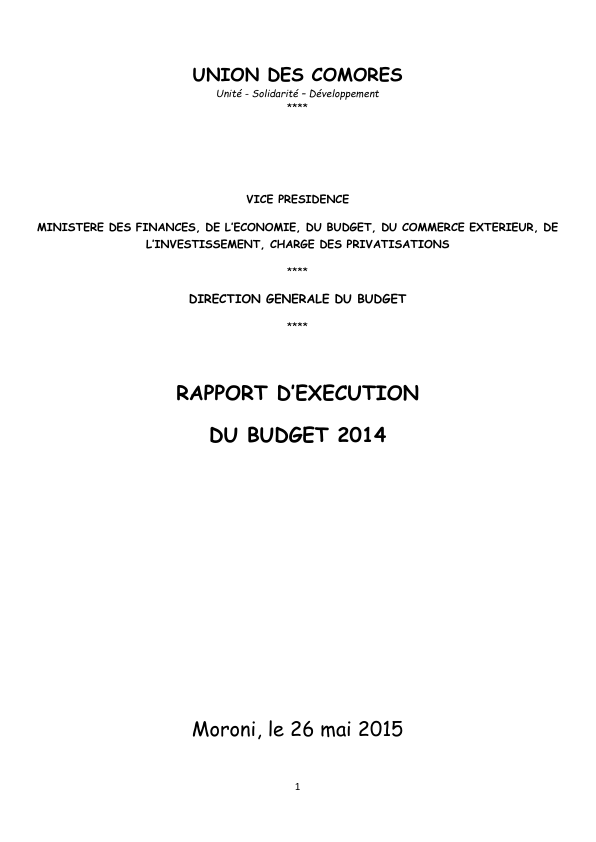 UNION DES COMORES
Unité - Solidarité – Développement
****
VICE PRESIDENCE
MINISTERE DES FINANCES, DE L’ECONOMIE, DU BUDGET, DU COMMERCE EXTERIEUR, DE
L’INVESTISSEMENT, CHARGE DES PRIVATISATIONS
****
DIRECTION GENERALE DU BUDGET
****
RAPPORT D’EXECUTION
DU BUDGET 2014
Moroni, le 26 mai 2015
1